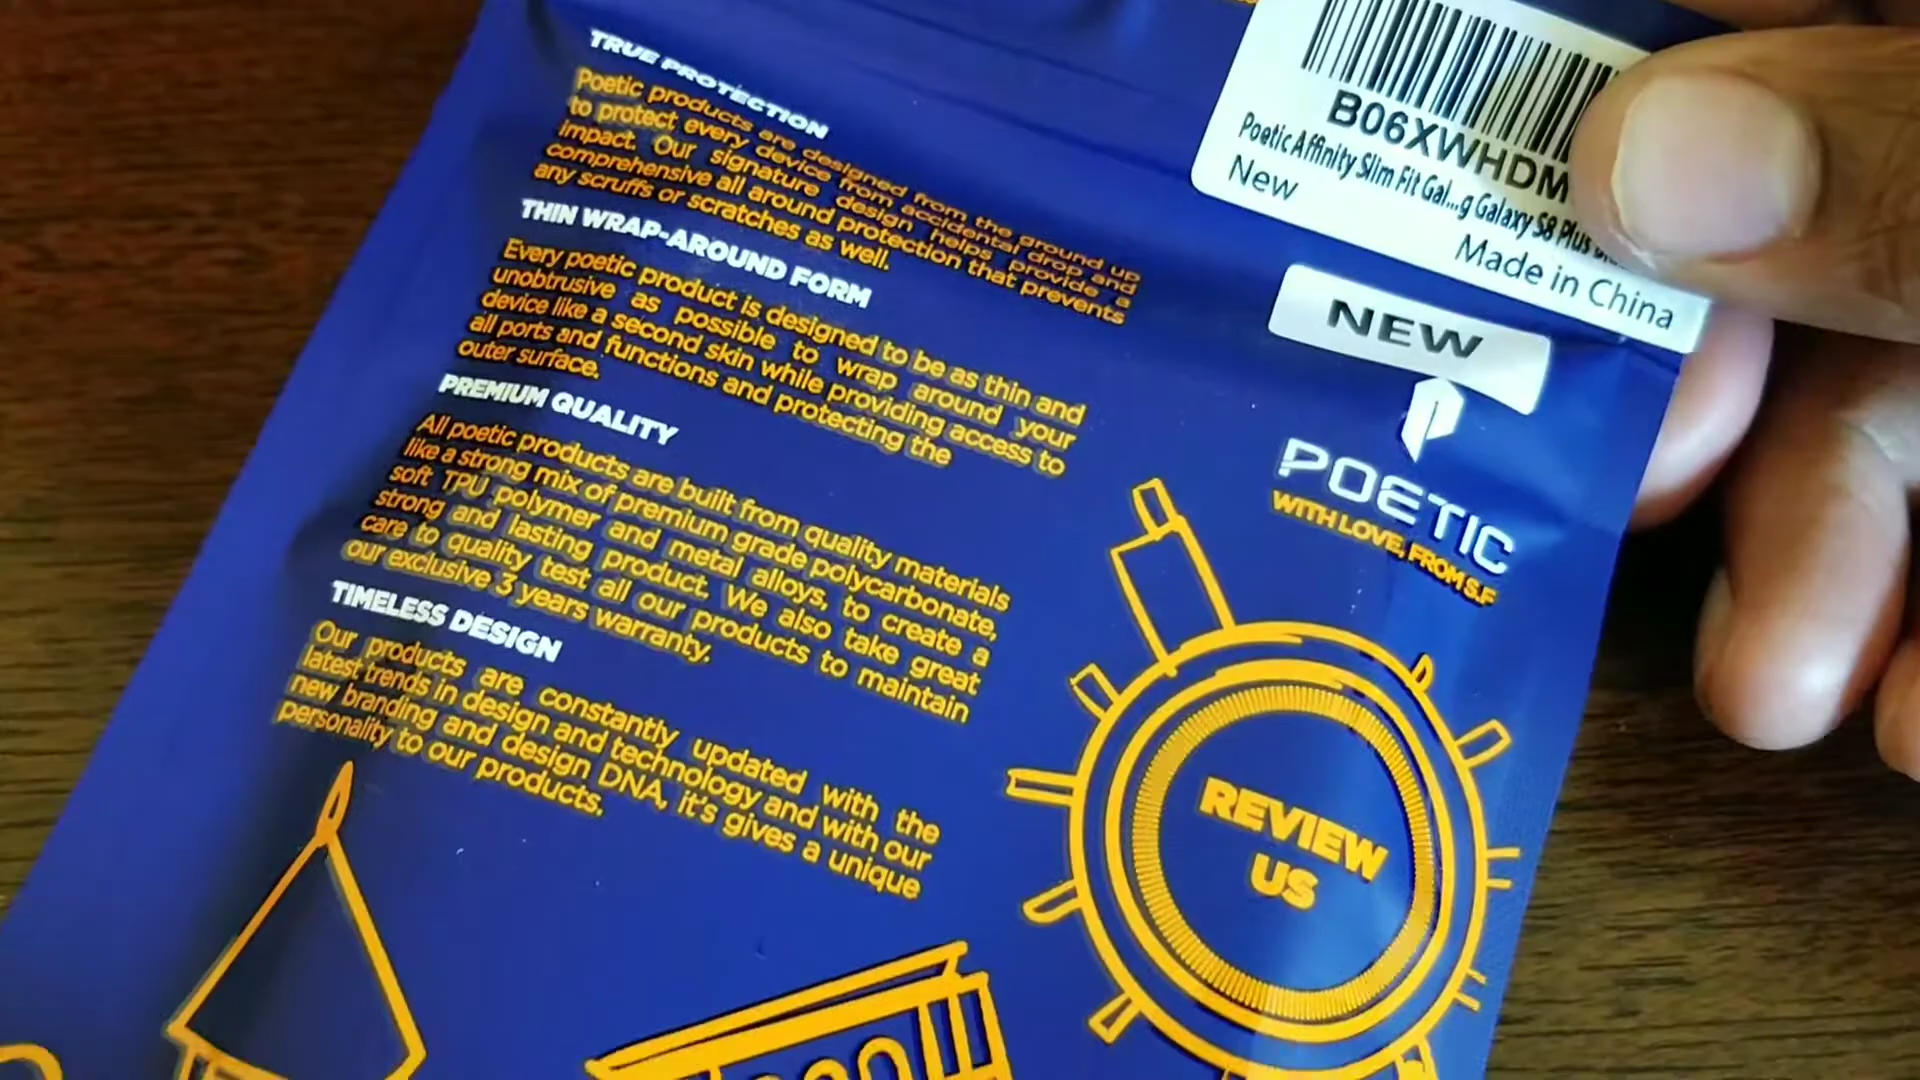 TRUE PROTECTION
Poetic products are designed from the ground up
to protect every device from accidental drop and
impact. Our signature design helps provide a
comprehensive all around protection that prevents
any scruffs or scratches as well.
THIN WRAP-AROUND FORM
Every poetic product is designed to be as thin and
unobtrusive as possible to wrap around your
device like a second skin while providing access to
all ports and functions and protecting the
outer surface.
PREMIUM QUALITY
All poetic products are built from quality materials
like a strong mix of premium grade polycarbonate,
soft TPU polymer and metal alloys, to create a
strong and lasting product. We also take great
care to quality test all our products to maintain
our exclusive 3 years warranty.
TIMELESS DESIGN
Our products are constantly updated with the
latest trends in design and technology and with our
new branding and design DNA, it's gives a unique
personality to our products.
B06XWHDM
Poetic Affinity Slim Fit Gal...g Galaxy S8 Plus
New
Made in China
NEW
POETIC
WITH LOVE, FROM S.F
REVIEW
US